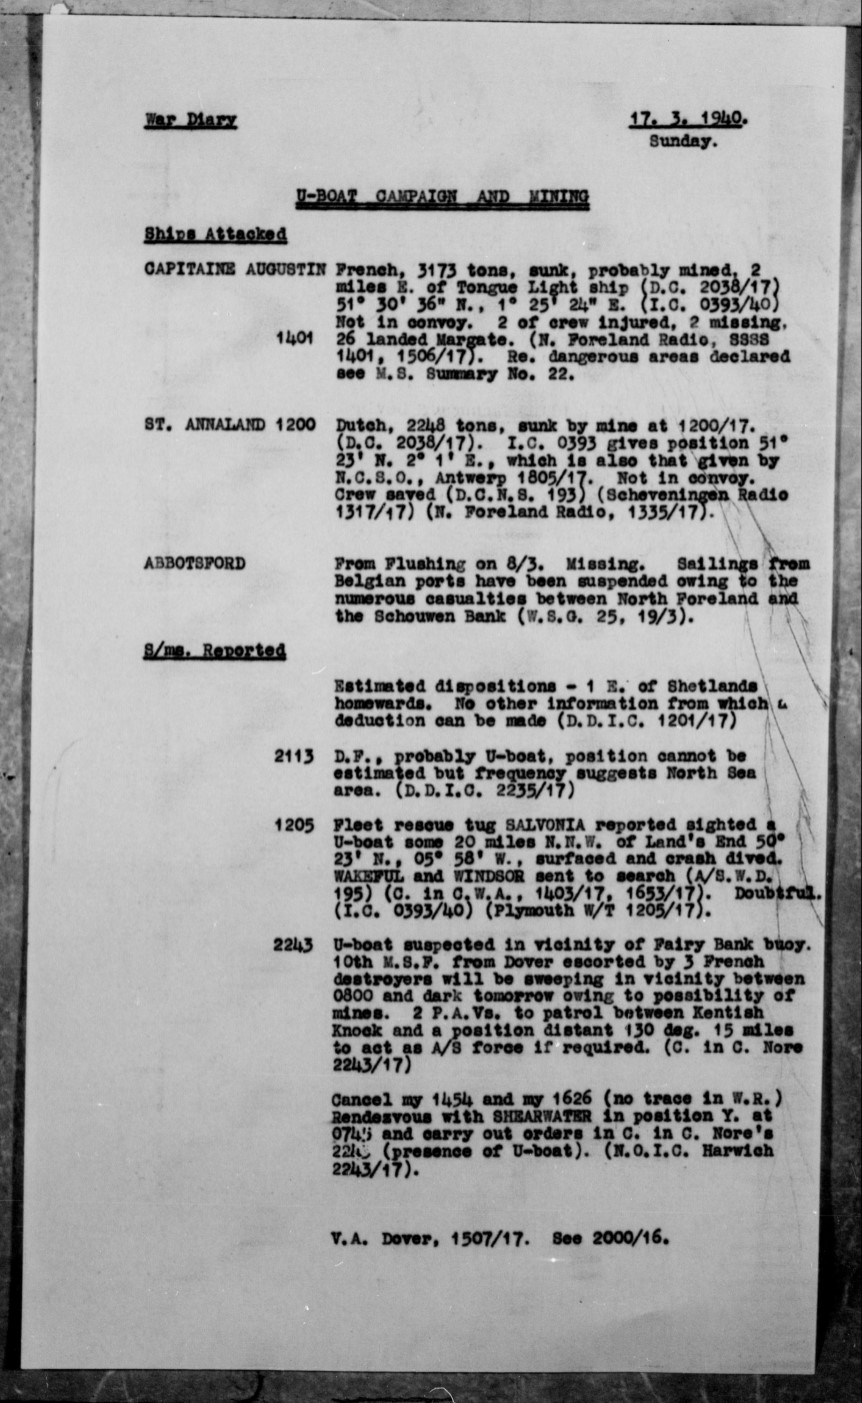 War Diary
17. 3. 1940.
Sunday.
U-BOAT CAMPAIGN AND MINING
Ships Attacked
CAPITAINE AUGUSTIN French, 3173 tons, sunk, probably mined, 2
miles E. of Tongue Light ship (D.C. 2038/17)
51° 30' 36" N., 1° 25' 24" E. (I.C. 0393/40)
Not in convoy. 2 of crew injured, 2 missing,
1401 26 landed Margate. (N. Foreland Radio, SSSS
1401, 1506/17). Re. dangerous areas declared
see M.S. Summary No. 22.
ST. ANNALAND 1200 Dutch, 2248 tons, sunk by mine at 1200/17.
(D.C. 2038/17). I.C. 0393 gives position 51°
23' N. 2° 1' E., which is also that given by
N.C.S.O., Antwerp 1805/17. Not in convoy.
Crew saved (D.C.N.S. 193) (Scheveningen Radio
1317/17) (N. Foreland Radio, 1335/17).
ABBOTSFORD From Flushing on 8/3. Missing. Sailings from
Belgian ports have been suspended owing to the
numerous casualties between North Foreland and
the Schouwen Bank (W.S.G. 25, 19/3).
S/ms. Reported
Estimated dispositions - 1 E. of Shetlands
homewards. No other information from which a
deduction can be made (D.D.I.C. 1201/17)
2113 D.F., probably U-boat, position cannot be
estimated but frequency suggests North Sea
area. (D.D.I.C. 2235/17)
1205 Fleet rescue tug SALVONIA reported sighted a
U-boat some 20 miles N.N.W. of Land's End 50°
23' N., 05° 58' W., surfaced and crash dived.
WAKEFUL and WINDSOR sent to search (A/S.W.D.
195) (C. in C.W.A., 1403/17, 1653/17). Doubtful.
(I.C. 0393/40) (Plymouth W/T 1205/17).
2243 U-boat suspected in vicinity of Fairy Bank buoy.
10th M.S.F. from Dover escorted by 3 French
destroyers will be sweeping in vicinity between
0800 and dark tomorrow owing to possibility of
mines. 2 P.A.Vs. to patrol between Kentish
Knock and a position distant 130 deg. 15 miles
to act as A/S force if required. (C. in C. Nore
2243/17)
Cancel my 1454 and my 1626 (no trace in W.R.)
Rendesvous with SHEARWATER in position Y. at
0745 and carry out orders in C. in C. Nore's
(presence of U-boat). (N.O.I.C. Harwich
2243/17).
V.A. Dover, 1507/17. See 2000/16.